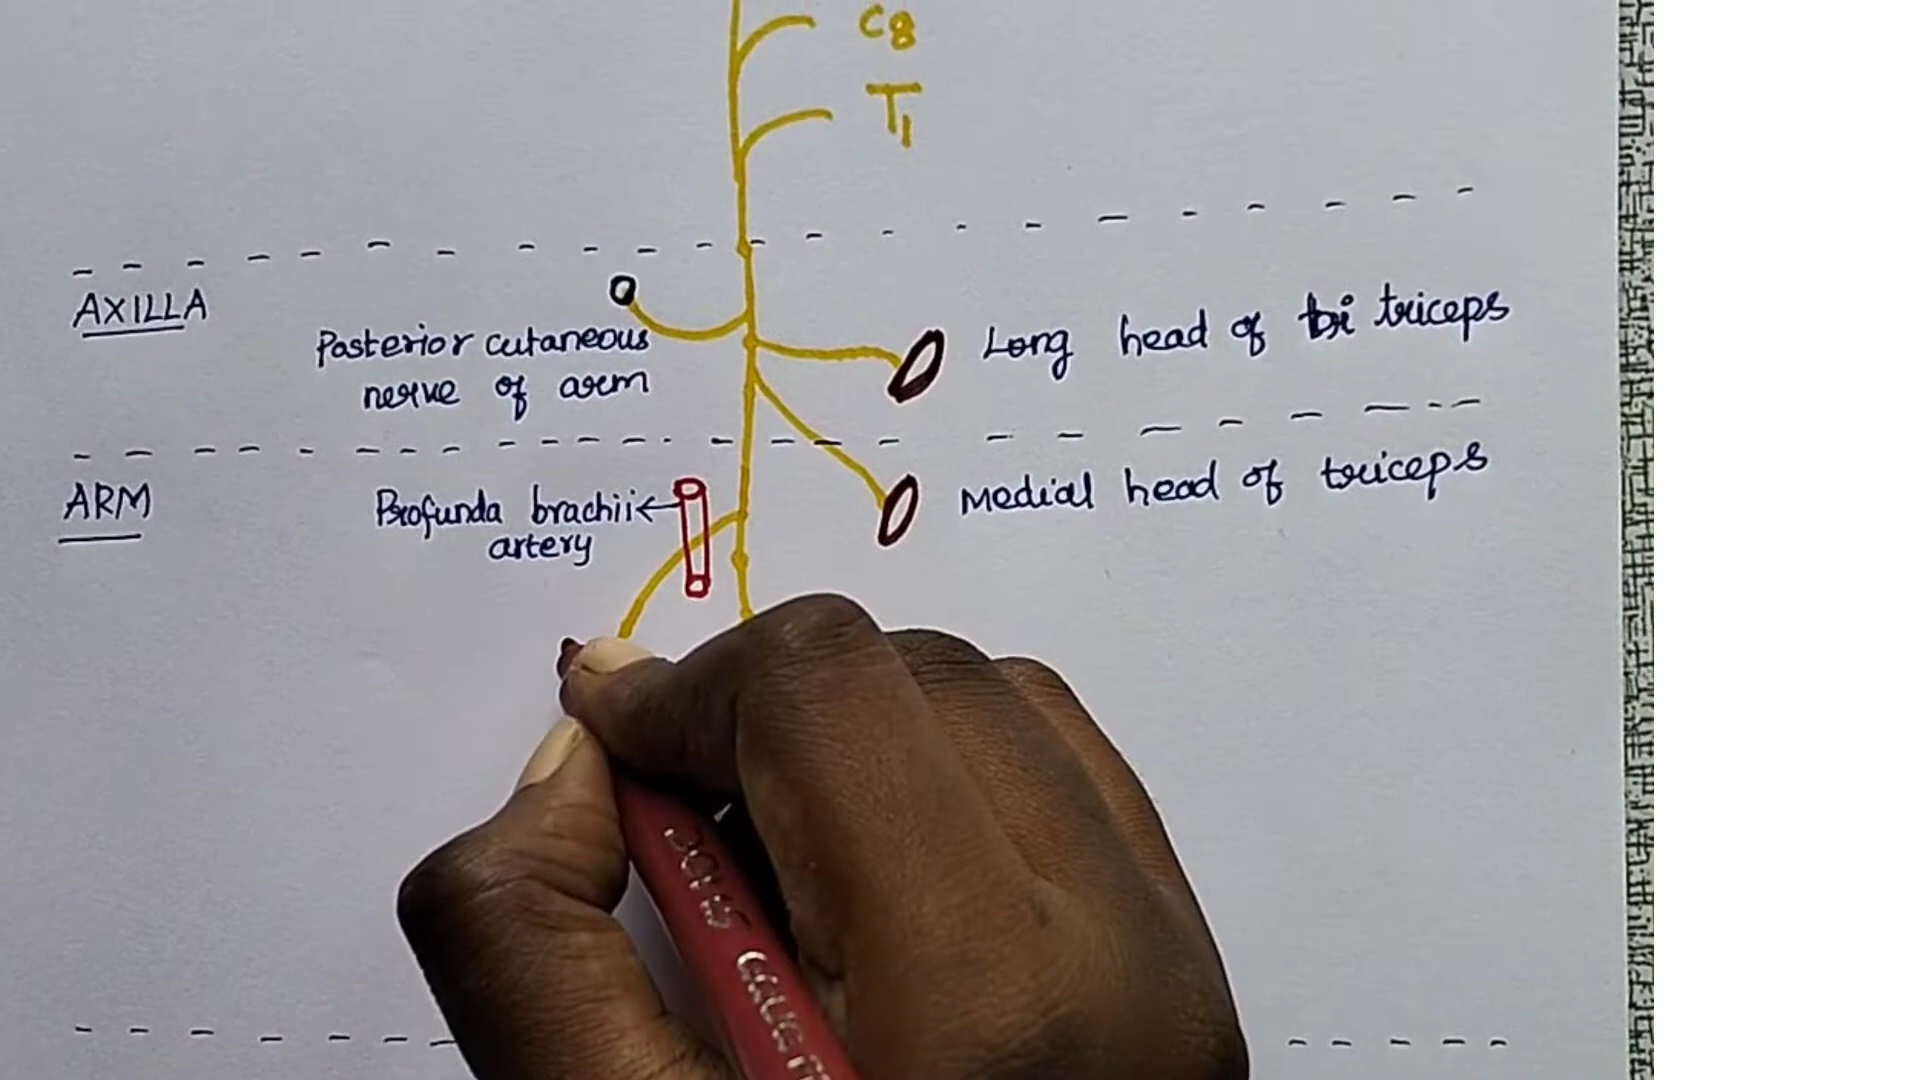 C8
T1
AXILLA
Posterior cutaneous
nerve of arm
Long head of tri triceps
ARM
Profunda brachii
artery
Medial head of triceps